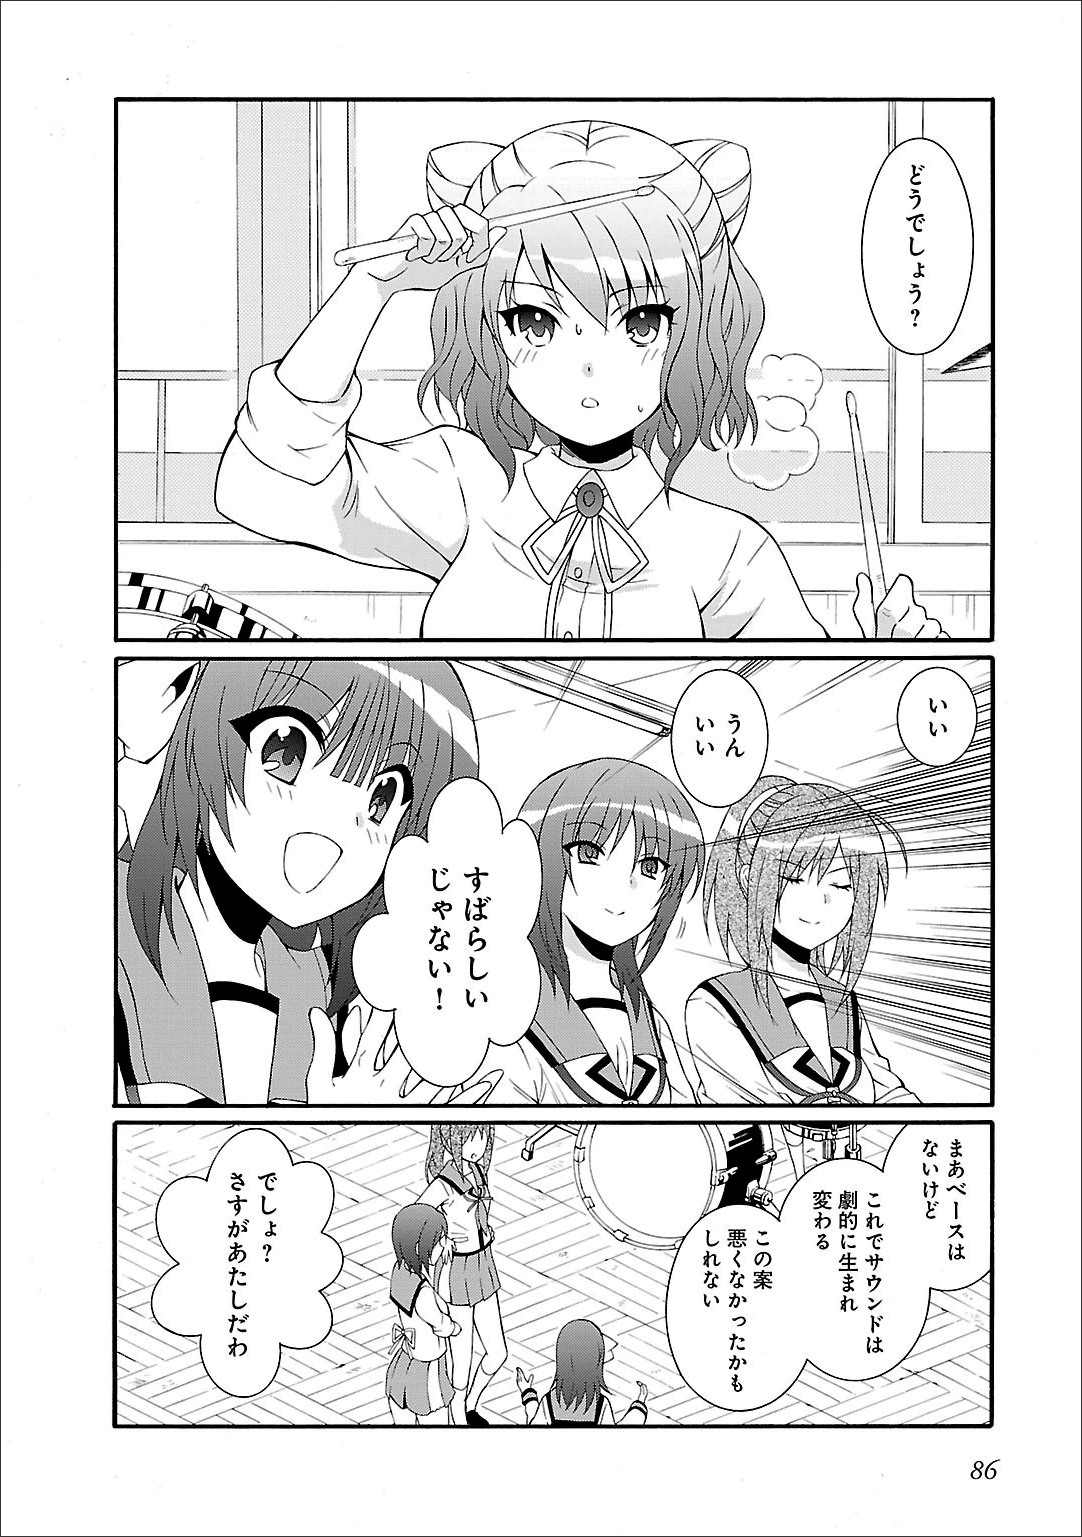 どうでしょう？
いい
うん
いい
すばらしい
じゃない！
まあベースは
ないけど
これでサウンドは
劇的に生まれ
変わる
この案
悪くなかったかも
しれない
でしょ？
さすがあたしだわ
86